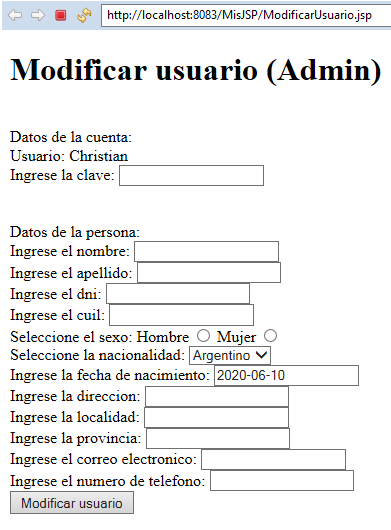 http://localhost:8083/MisJSP/ModificarUsuario.jsp
Modificar usuario (Admin)
Datos de la cuenta:
Usuario: Christian
Ingrese la clave:
Datos de la persona:
Ingrese el nombre:
Ingrese el apellido:
Ingrese el dni:
Ingrese el cuil:
Seleccione el sexo: Hombre Mujer
Seleccione la nacionalidad: Argentino
Ingrese la fecha de nacimiento: 2020-06-10
Ingrese la direccion:
Ingrese la localidad:
Ingrese la provincia:
Ingrese el correo electronico:
Ingrese el numero de telefono:
Modificar usuario